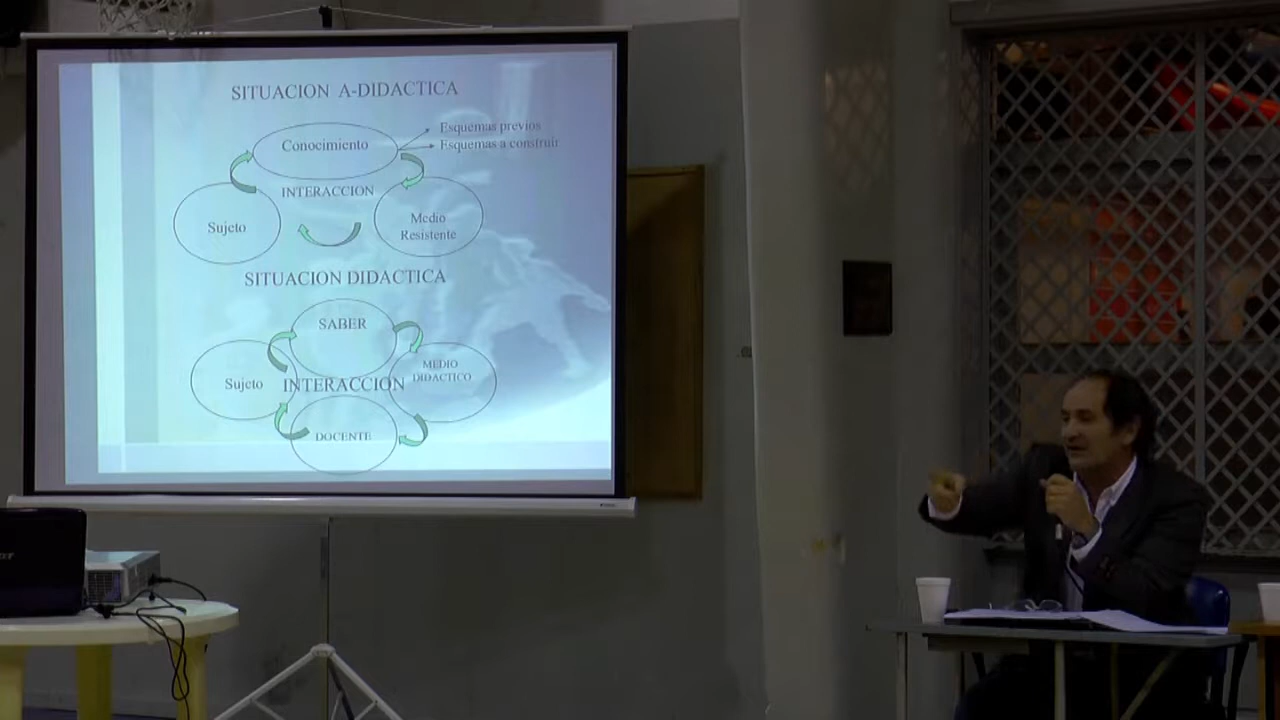 SITUACION A-DIDACTICA
Esquemas previos
Conocimiento
Esquemas a construir
INTERACCION
Sujeto
Medio
Resistente
SITUACION DIDACTICA
SABER
MEDIO
DIDACTICO
Sujeto
INTERACCION
DOCENTE